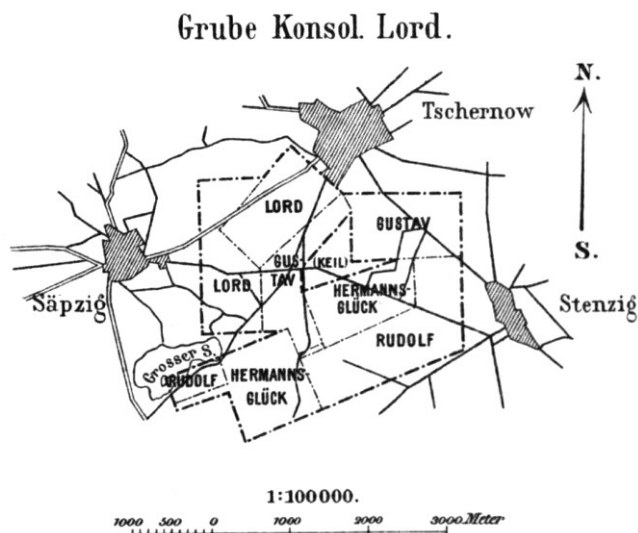 Grube Konsol. Lord.
N.
Tschernow
LORD
GUSTAV
S.
GUS-
TAV
(KEIL)
LORD
HERMANNS-
GLÜCK
Säpzig
Stenzig
RUDOLF
Grosser S.
RUDOLF
HERMANNS-
GLÜCK
1:100000.
1000 500 0 1000 2000 3000 Meter